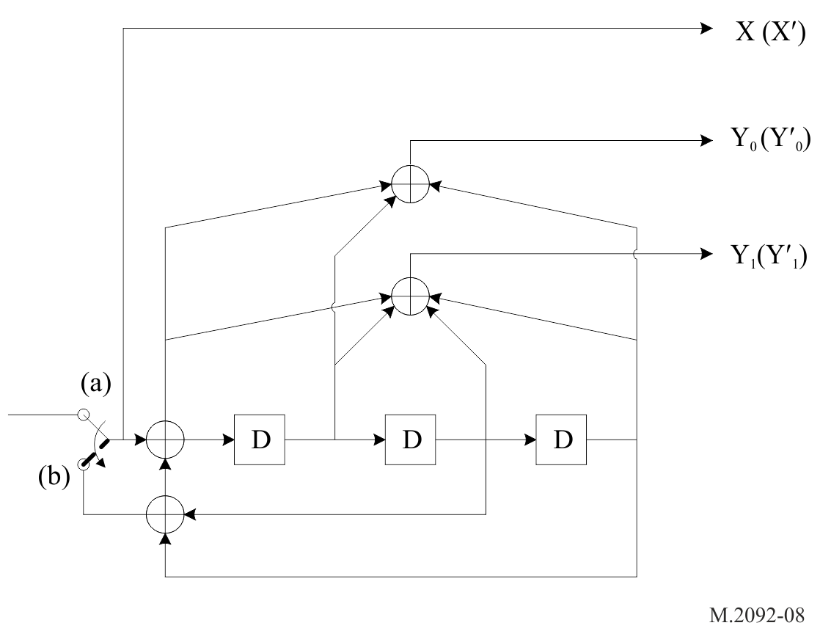 X (X′)
Y₀(Y′₀)
Y₁(Y′₁)
(a)
D
D
D
(b)
M.2092-08